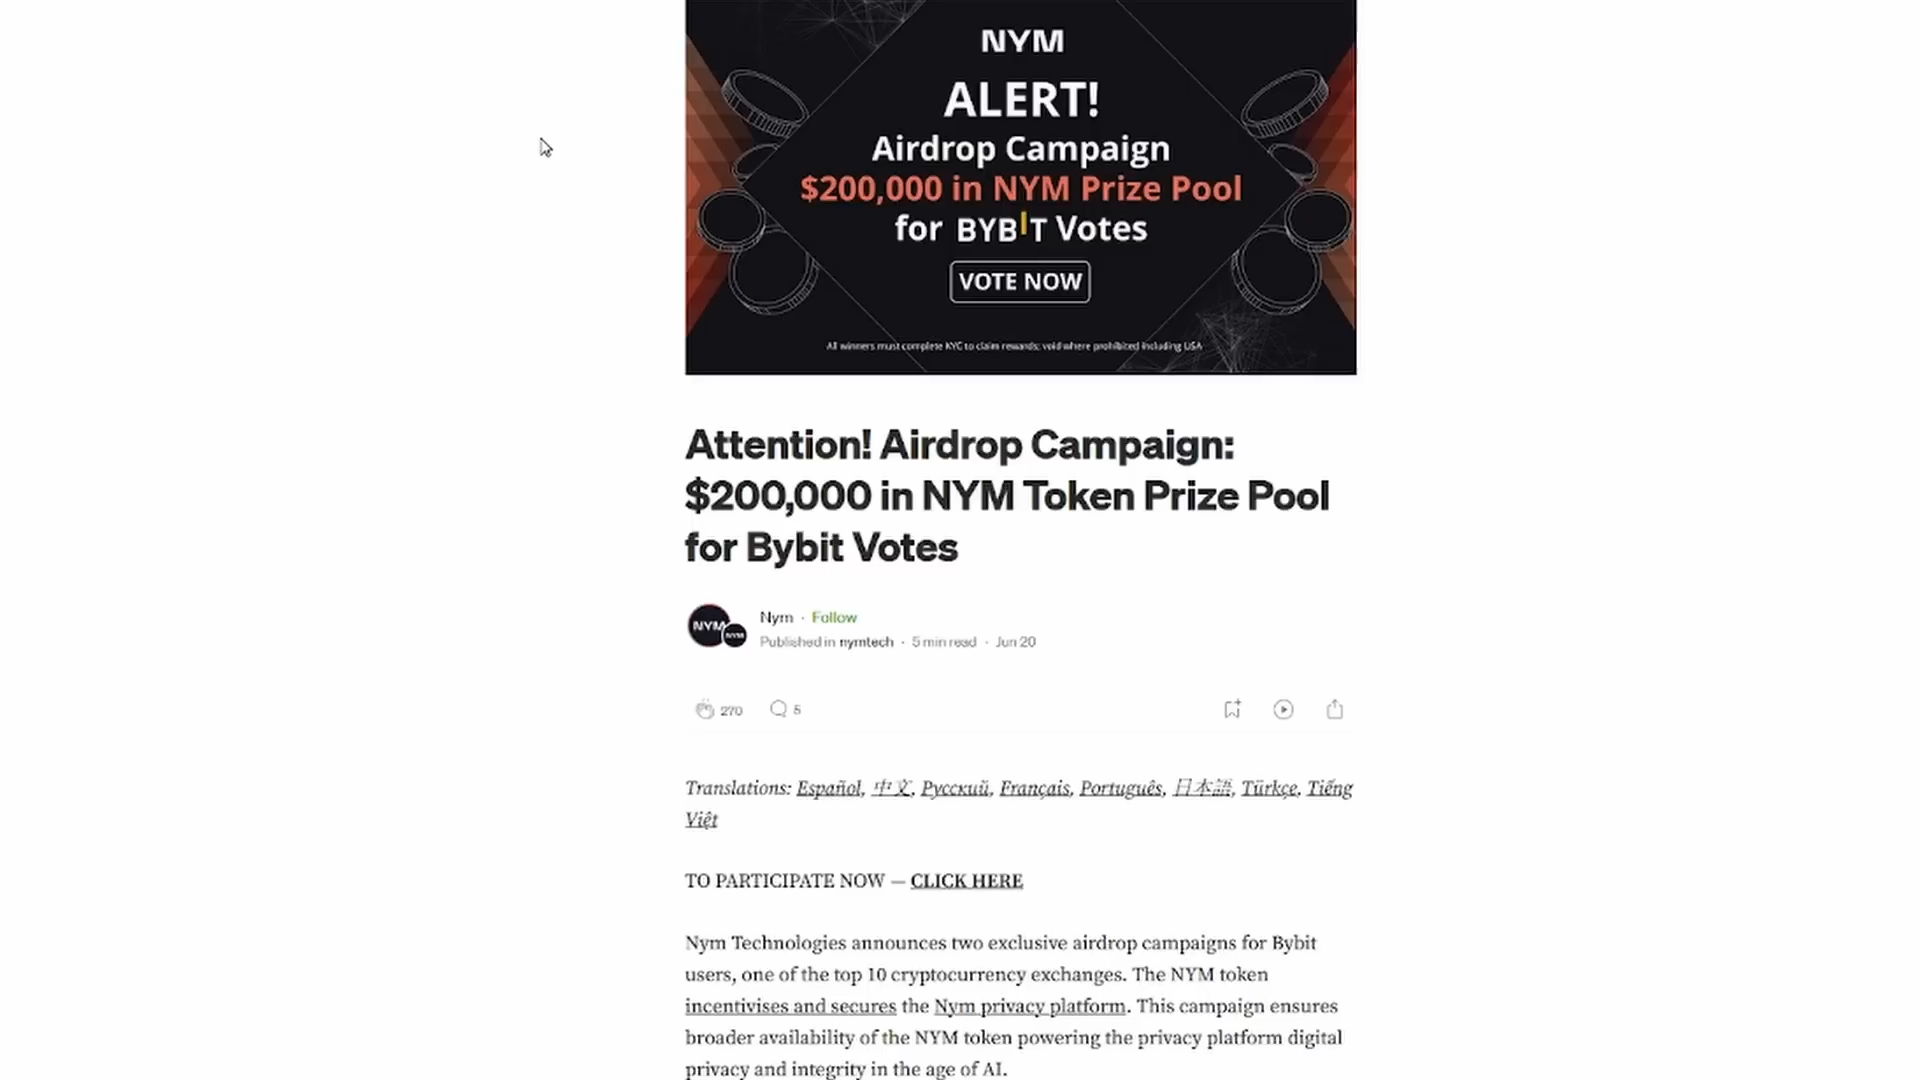 NYM
ALERT!
Airdrop Campaign
$200,000 in NYM Prize Pool
for BYBIT Votes
VOTE NOW
All winners must complete KYC to claim rewards; void where prohibited including USA
Attention! Airdrop Campaign:
$200,000 in NYM Token Prize Pool
for Bybit Votes
NYM
NYM
Nym · Follow
Published in nymtech · 5 min read · Jun 20
270
5
Translations: Español, 中文, Русский, Français, Português, 日本語, Türkçe, Tiếng
Việt
TO PARTICIPATE NOW — CLICK HERE
Nym Technologies announces two exclusive airdrop campaigns for Bybit
users, one of the top 10 cryptocurrency exchanges. The NYM token
incentivises and secures the Nym privacy platform. This campaign ensures
broader availability of the NYM token powering the privacy platform digital
privacy and integrity in the age of AI.